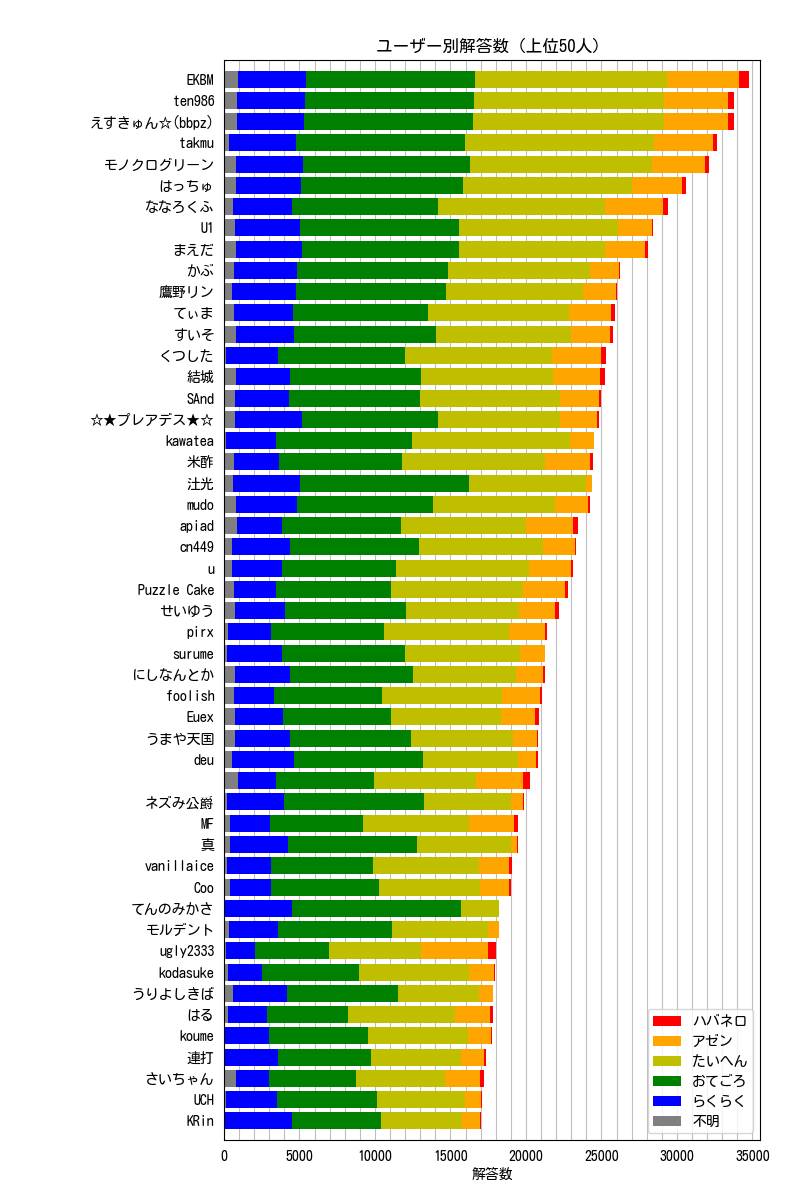 ユーザー別解答数 (上位50人)
EKBM
ten986
えすきゅん☆(bbpz)
takmu
モノクログリーン
はっちゅ
ななろくふ
U1
まえだ
かぶ
鷹野リン
てぃま
すいそ
くつした
結城
SAnd
☆★プレアデス★☆
kawatea
米酢
汢光
mudo
apiad
cn449
u
Puzzle Cake
せいゆう
pirx
surume
にしなんとか
foolish
Euex
うまや天国
deu
ネズみ公爵
MF
真
vanillaice
Coo
てんのみかさ
モルデント
ugly2333
kodasuke
うりよしきば
はる
koume
連打
さいちゃん
UCH
KRin
ハバネロ
アゼン
たいへん
おてごろ
らくらく
不明
0 5000 10000 15000 20000 25000 30000 35000
解答数